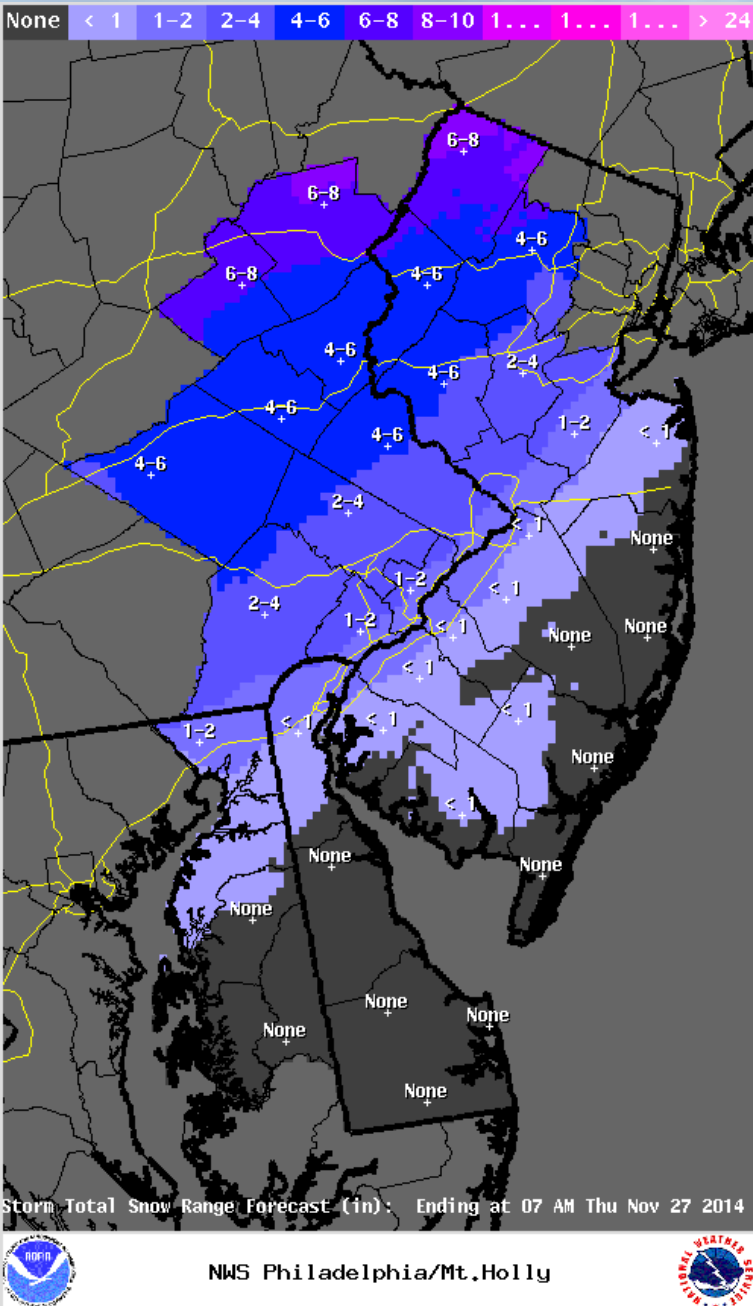 None < 1 1-2 2-4 4-6 6-8 8-10 1... 1... 1... > 24
6-8
6-8
4-6
6-8
4-6
4-6
4-6
2-4
4-6
1-2
4-6
< 1
4-6
2-4
< 1
None
1-2
< 1
2-4
1-2
< 1
None
None
< 1
< 1
< 1
< 1
1-2
None
< 1
None
None
None
None
None
None
None
Storm Total Snow Range Forecast (in): Ending at 07 AM Thu Nov 27 2014
NOAA
NWS Philadelphia/Mt.Holly
NATIONAL WEATHER